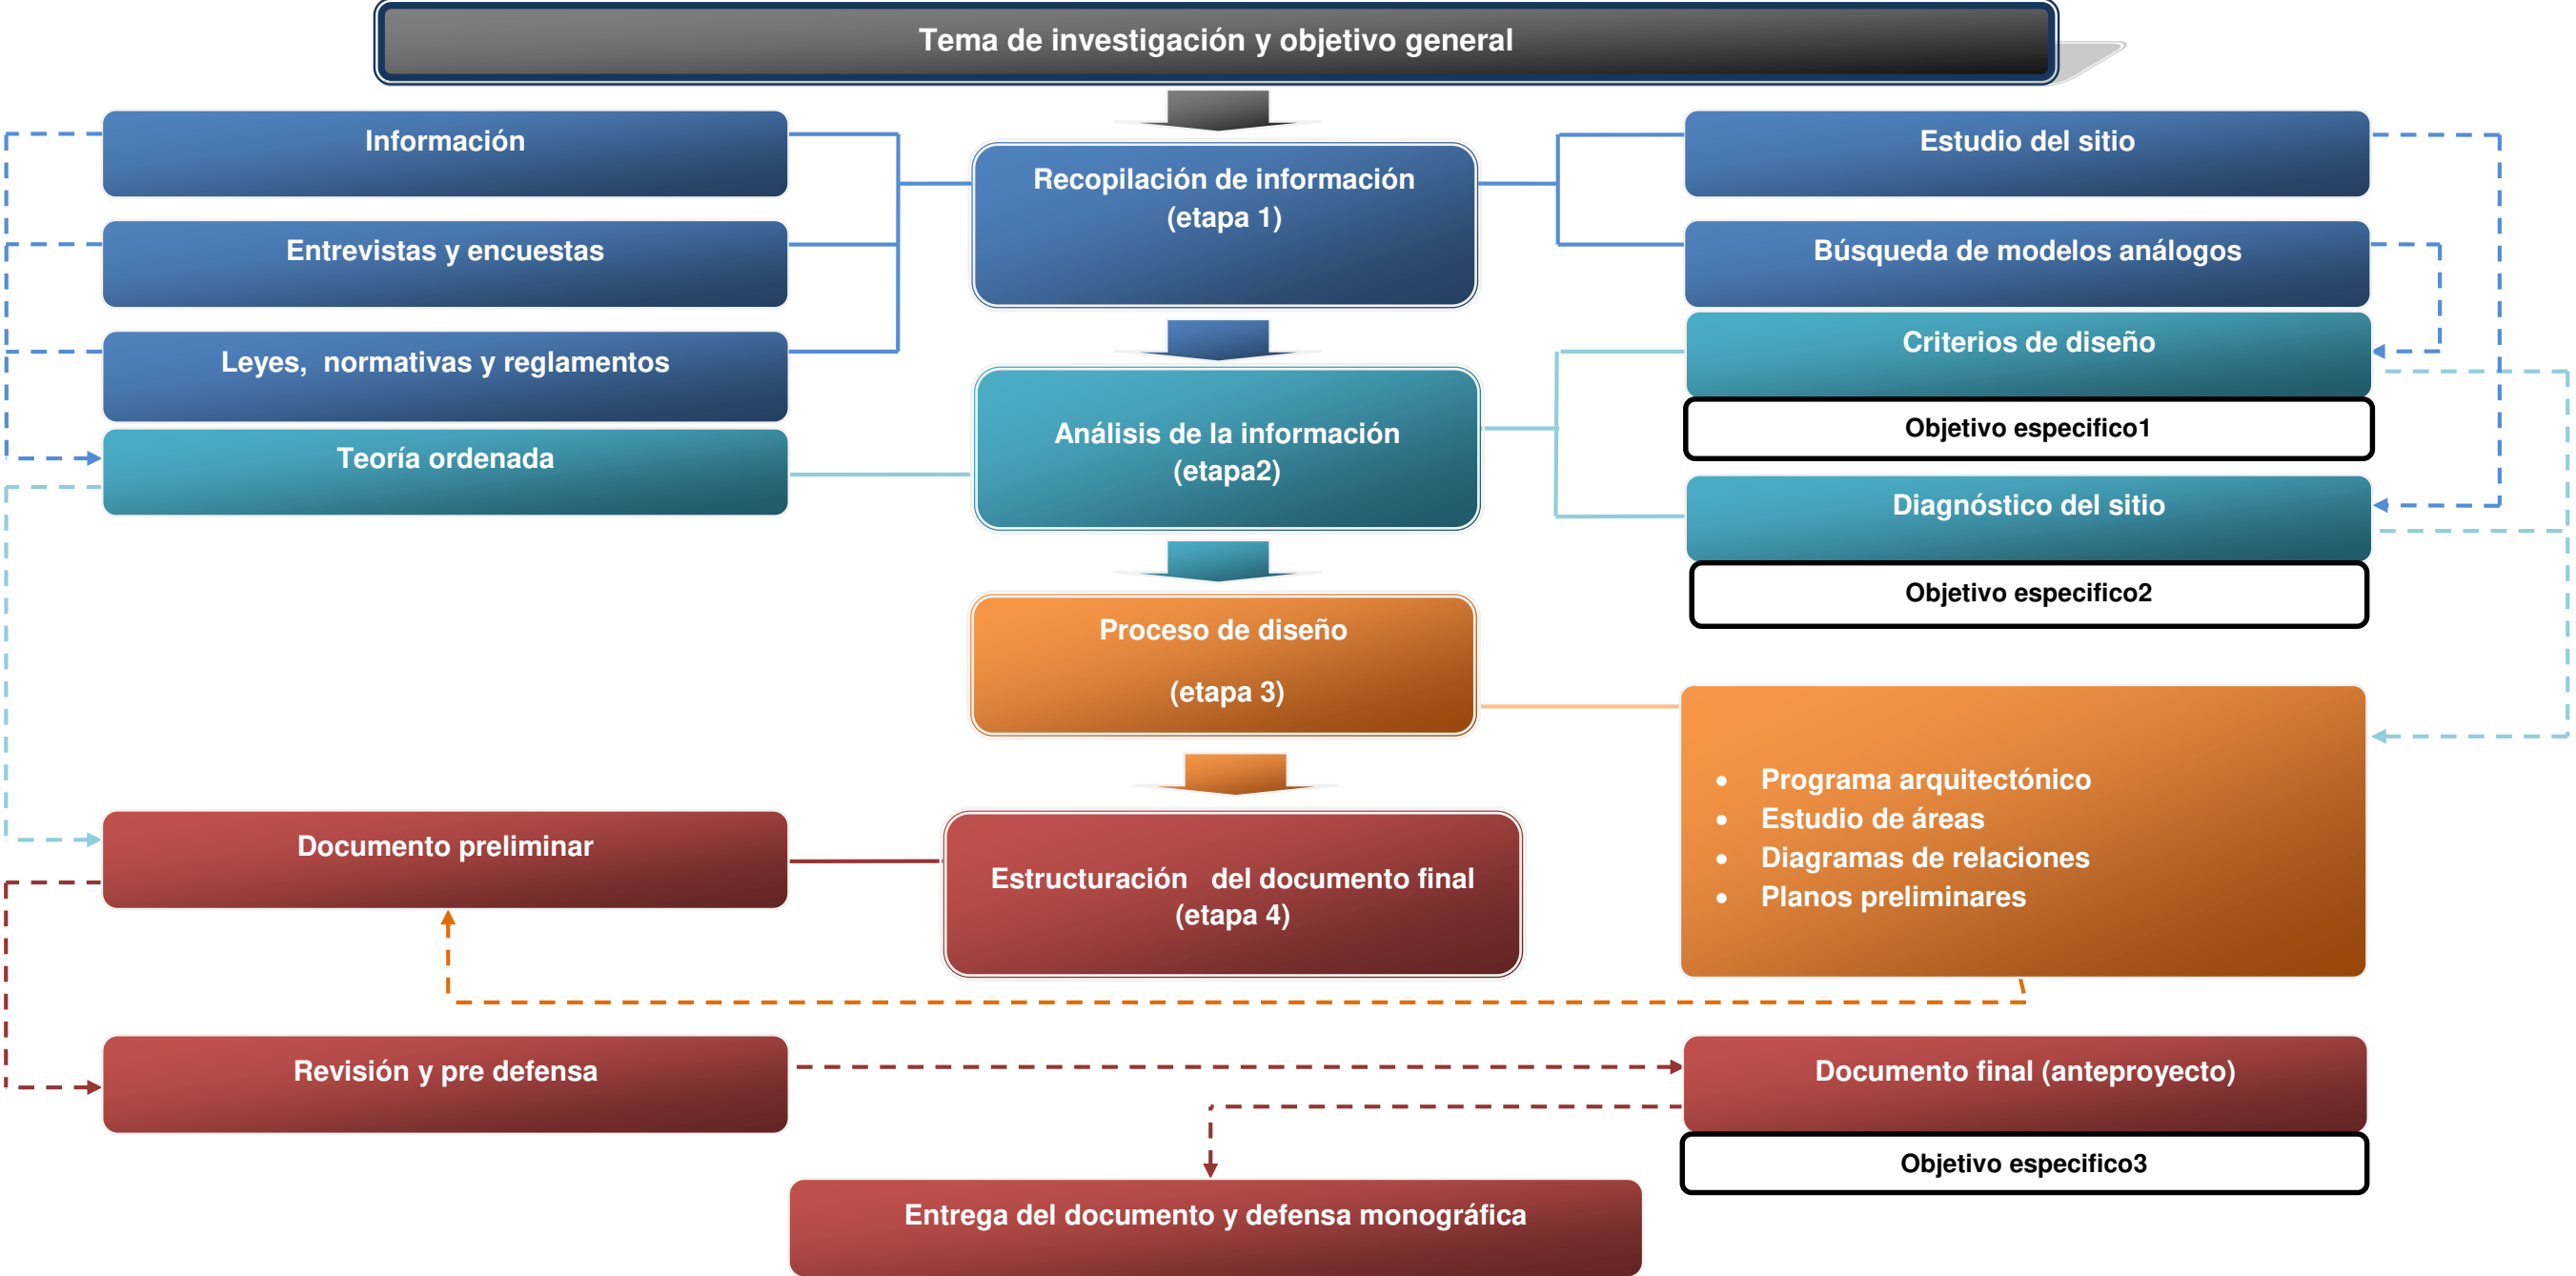 Tema de investigación y objetivo general
Información
Entrevistas y encuestas
Leyes,  normativas y reglamentos
Recopilación de información
(etapa 1)
Estudio del sitio
Búsqueda de modelos análogos
Teoría ordenada
Análisis de la información
(etapa2)
Criterios de diseño
Objetivo especifico1
Diagnóstico del sitio
Objetivo especifico2
Proceso de diseño
(etapa 3)
• Programa arquitectónico
• Estudio de áreas
• Diagramas de relaciones
• Planos preliminares
Documento preliminar
Estructuración   del documento final
(etapa 4)
Revisión y pre defensa
Documento final (anteproyecto)
Objetivo especifico3
Entrega del documento y defensa monográfica